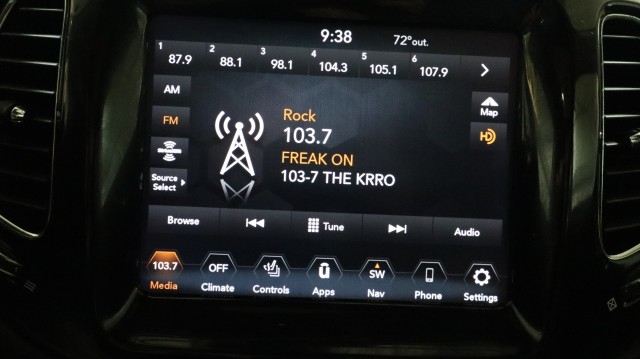 9:38 72°out.
1 2 3 4 5 6
87.9 88.1 98.1 104.3 105.1 107.9
AM
Map
Rock
103.7
FM
HD
FREAK ON
103-7 THE KRRO
Source
Select
Browse Tune Audio
103.7 OFF u SW
Media Climate Controls Apps Nav Phone Settings